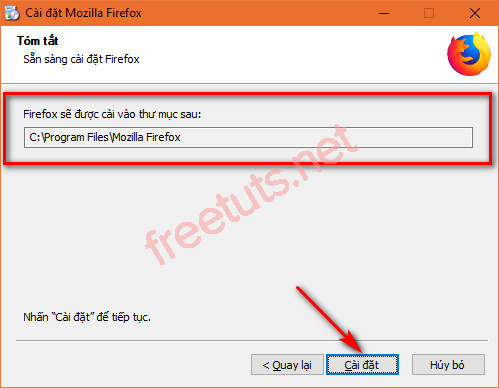 Cài đặt Mozilla Firefox
Tóm tắt
Sẵn sàng cài đặt Firefox
Firefox sẽ được cài vào thư mục sau:
C:\Program Files\Mozilla Firefox
freetuts.net
Nhấn “Cài đặt” để tiếp tục.
< Quay lại
Cài đặt
Hủy bỏ